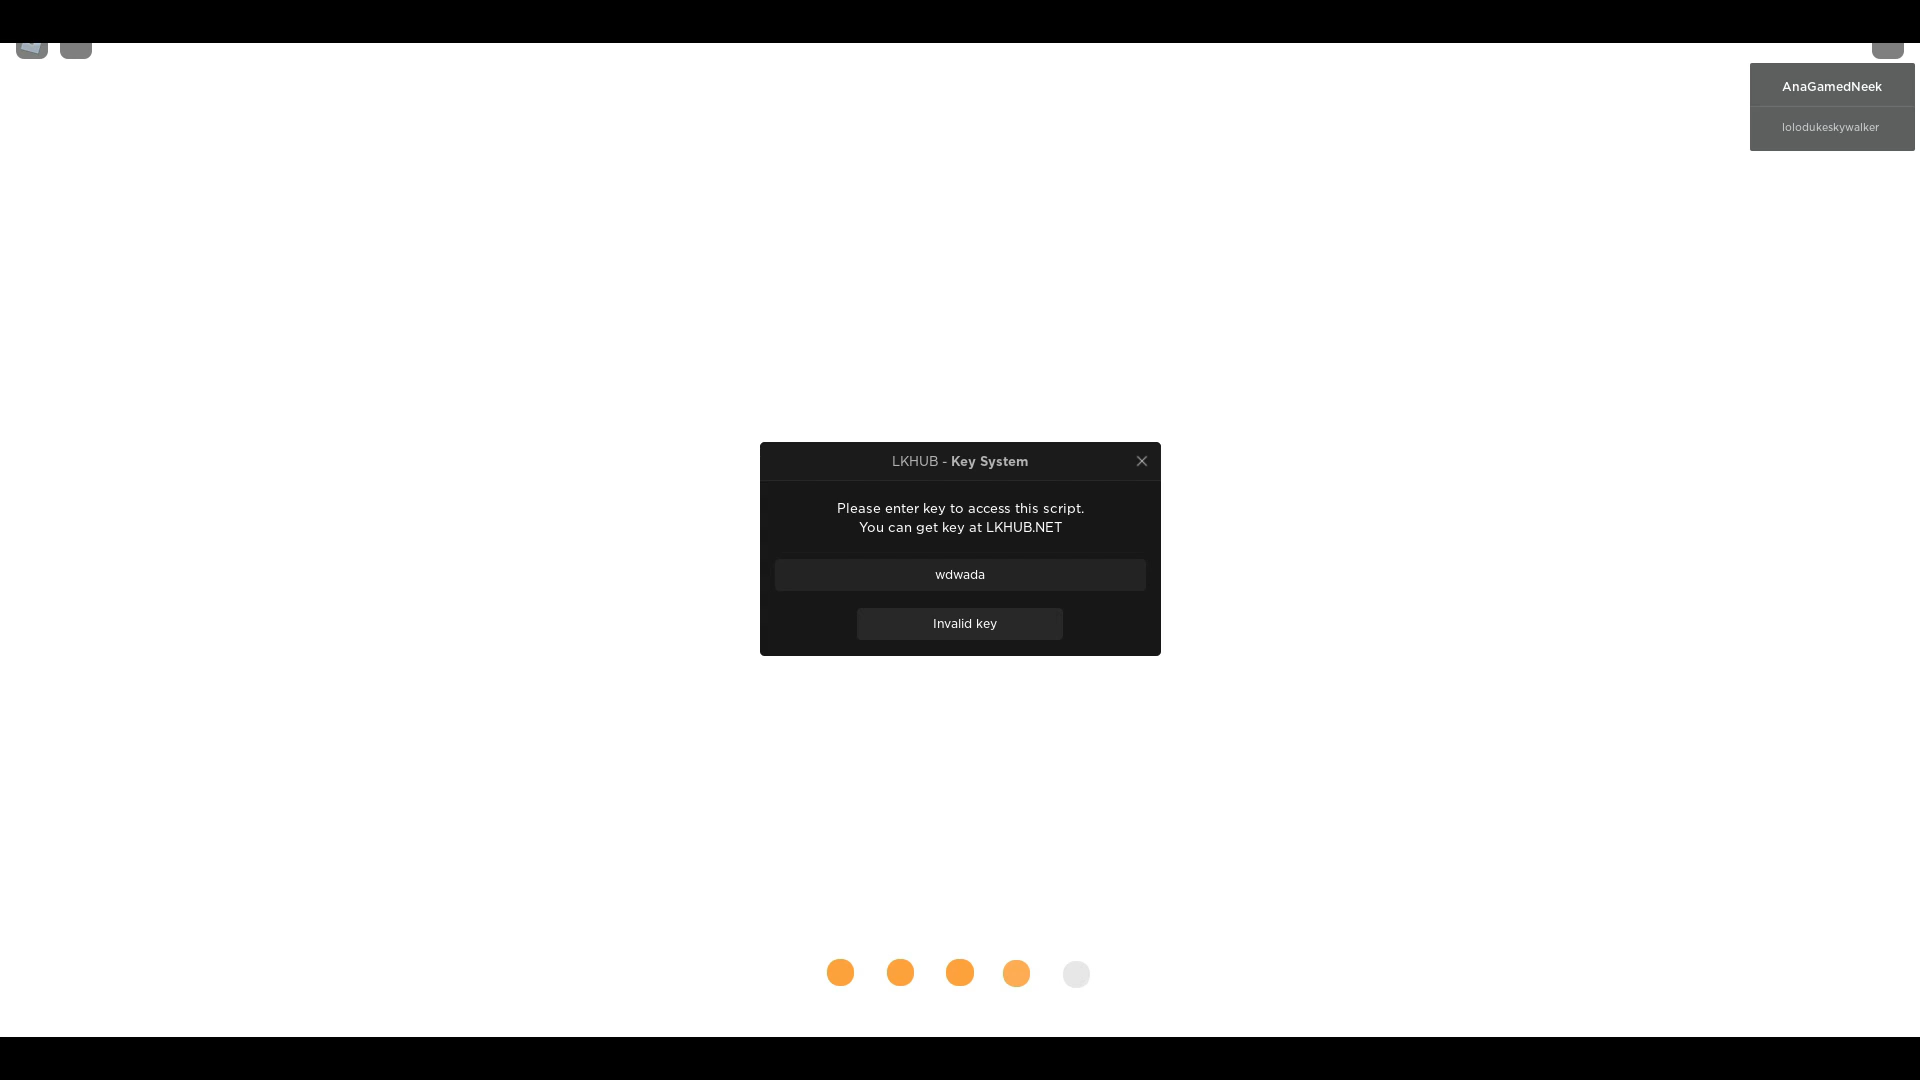 AnaGamedNeek
lolodukeskywalker
LKHUB - Key System
Please enter key to access this script.
You can get key at LKHUB.NET
wdwada
Invalid key